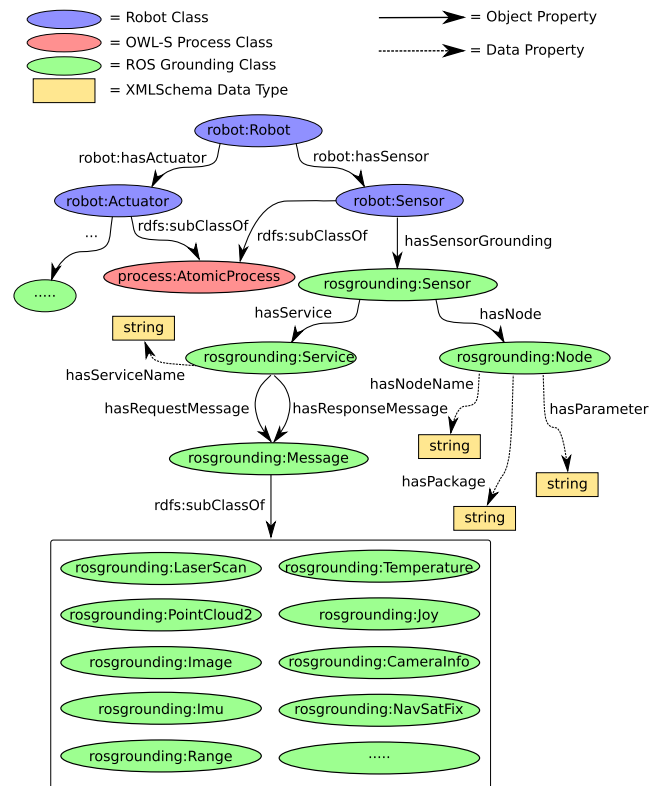 = Robot Class
= Object Property
= OWL-S Process Class
= Data Property
= ROS Grounding Class
= XMLSchema Data Type
robot:Robot
robot:hasActuator
robot:hasSensor
robot:Actuator
robot:Sensor
...
rdfs:subClassOf
rdfs:subClassOf
hasSensorGrounding
process:AtomicProcess
.....
rosgrounding:Sensor
hasService
hasNode
string
rosgrounding:Service
rosgrounding:Node
hasServiceName
hasNodeName
hasRequestMessage
hasResponseMessage
hasParameter
string
rosgrounding:Message
hasPackage
string
rdfs:subClassOf
string
rosgrounding:LaserScan
rosgrounding:Temperature
rosgrounding:PointCloud2
rosgrounding:Joy
rosgrounding:Image
rosgrounding:CameraInfo
rosgrounding:Imu
rosgrounding:NavSatFix
rosgrounding:Range
.....